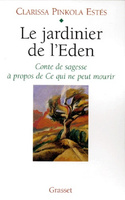 CLARISSA PINKOLA ESTÉS
Le jardinier
de l'Eden
Conte de sagesse
à propos de Ce qui ne peut mourir
Grasset